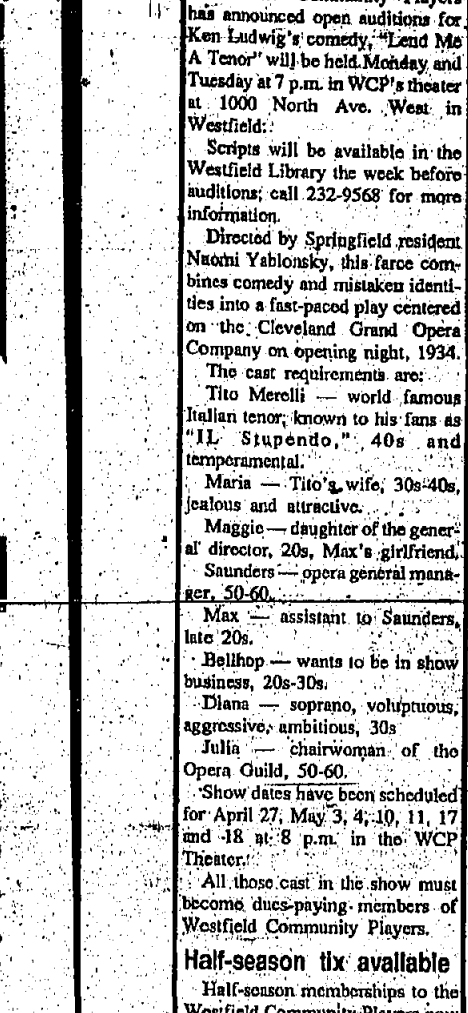 has announced open auditions for
Ken Ludwig's comedy, "Lend Me
A Tenor" will be held Monday and
Tuesday at 7 p.m. in WCP's theater
at 1000 North Ave. West in
Westfield.
Scripts will be available in the
Westfield Library the week before
auditions; call 232-9568 for more
information.
Directed by Springfield resident
Naomi Yablonsky, this farce com-
bines comedy and mistaken identi-
ties into a fast-paced play centered
on the Cleveland Grand Opera
Company on opening night, 1934.
The cast requirements are:
Tito Merelli — world famous
Italian tenor, known to his fans as
"IL Stupendo," 40s and
temperamental.
Maria — Tito's wife, 30s-40s,
jealous and attractive.
Maggie — daughter of the gener-
al director, 20s, Max's girlfriend.
Saunders — opera general mana-
ger, 50-60.
Max — assistant to Saunders,
late 20s.
Bellhop — wants to be in show
business, 20s-30s.
Diana — soprano, voluptuous,
aggressive, ambitious, 30s
Julia — chairwoman of the
Opera Guild, 50-60.
Show dates have been scheduled
for April 27, May 3, 4, 10, 11, 17
and 18 at 8 p.m. in the WCP
Theater.
All those cast in the show must
become dues-paying members of
Westfield Community Players.
Half-season tix available
Half-season memberships to the
Westfield Community Players now